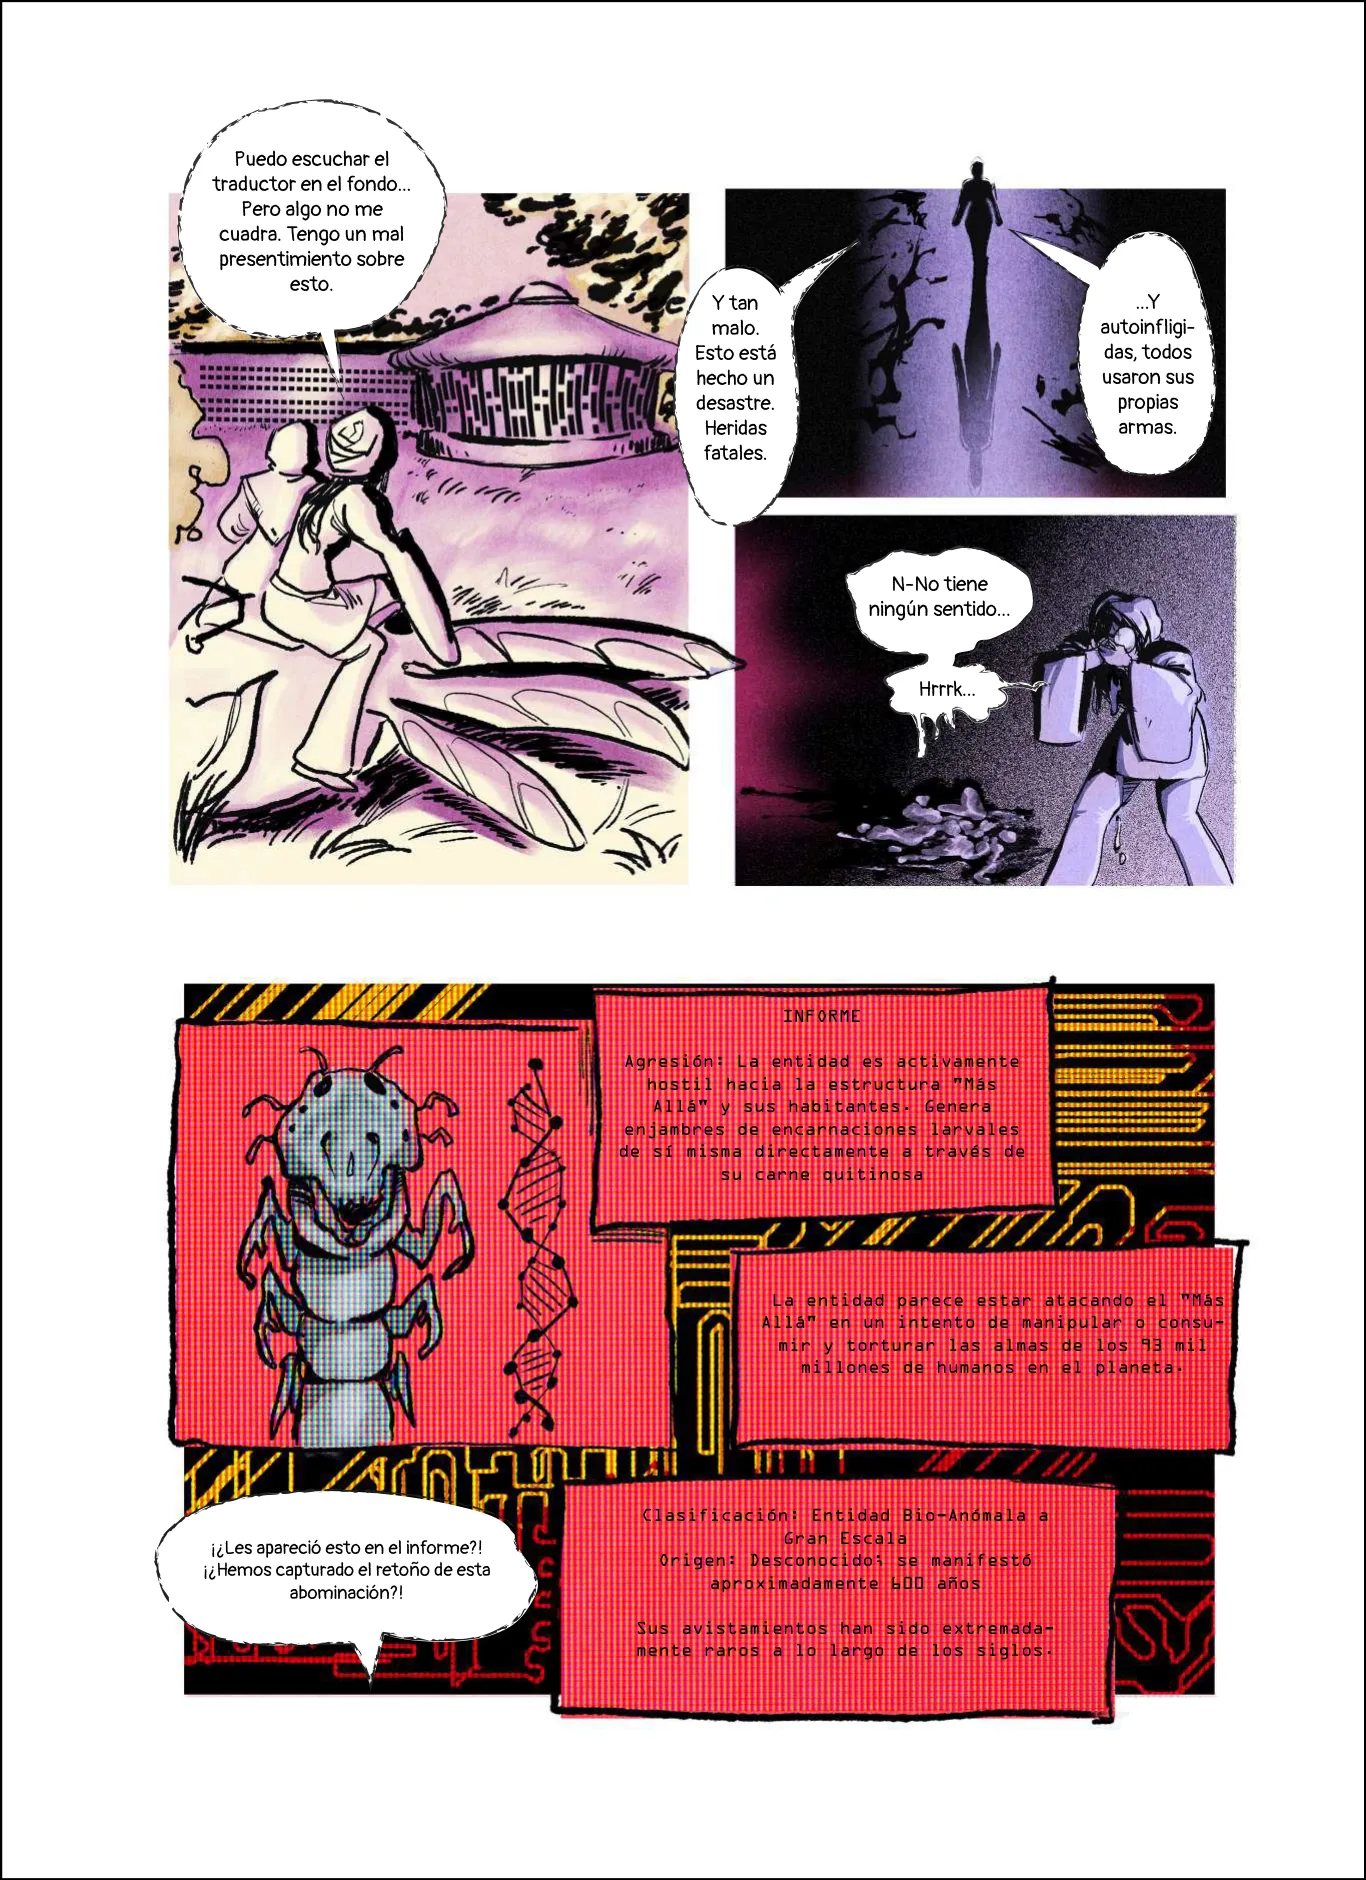 Puedo escuchar el
traductor en el fondo...
Pero algo no me
cuadra. Tengo un mal
presentimiento sobre
esto.
Y tan
malo.
Esto está
hecho un
desastre.
Heridas
fatales.
...Y
autoinfligi-
das, todos
usaron sus
propias
armas.
N-No tiene
ningún sentido...
Hrrrk...
INFORME
Agresión: La entidad es activamente
hostil hacia la estructura "Más
Allá" y sus habitantes. Genera
enjambres de encarnaciones larvales
de sí misma directamente a través de
su carne quitinosa
La entidad parece estar atacando el "Más
Allá" en un intento de manipular o consu-
mir y torturar las almas de los 93 mil
millones de humanos en el planeta.
Clasificación: Entidad Bio-Anómala a
Gran Escala
Origen: Desconocido; se manifestó
aproximadamente 600 años
Sus avistamientos han sido extremada-
mente raros a lo largo de los siglos.
¡¿Les apareció esto en el informe?!
¡¿Hemos capturado el retoño de esta
abominación?!